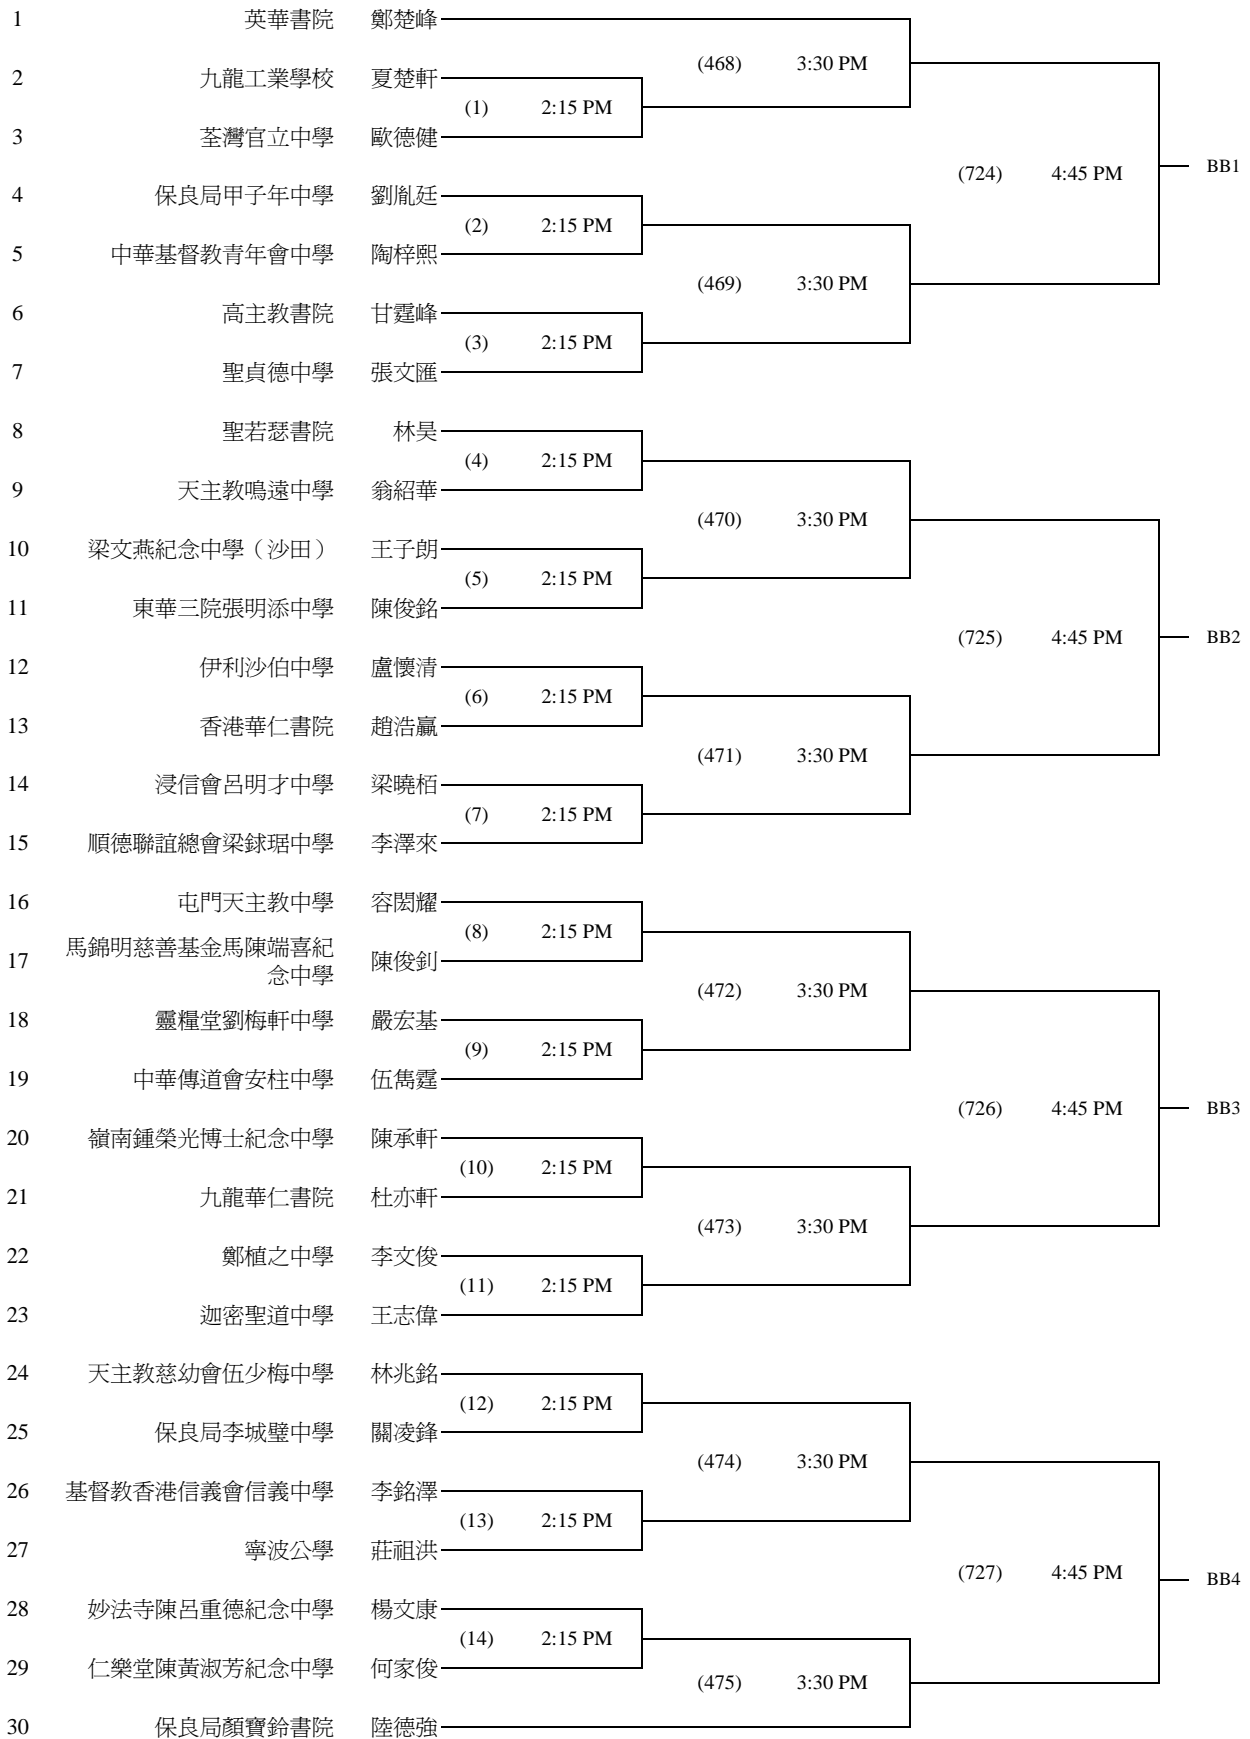 1 英華書院 鄭楚峰
(468) 3:30 PM
2 九龍工業學校 夏楚軒
(1) 2:15 PM
3 荃灣官立中學 歐德健
(724) 4:45 PM BB1
4 保良局甲子年中學 劉胤廷
(2) 2:15 PM
5 中華基督教青年會中學 陶梓熙
(469) 3:30 PM
6 高主教書院 甘霆峰
(3) 2:15 PM
7 聖貞德中學 張文匯
8 聖若瑟書院 林昊
(4) 2:15 PM
9 天主教鳴遠中學 翁紹華
(470) 3:30 PM
10 梁文燕紀念中學（沙田） 王子朗
(5) 2:15 PM
11 東華三院張明添中學 陳俊銘
(725) 4:45 PM BB2
12 伊利沙伯中學 盧懷清
(6) 2:15 PM
13 香港華仁書院 趙浩贏
(471) 3:30 PM
14 浸信會呂明才中學 梁曉栢
(7) 2:15 PM
15 順德聯誼總會梁銶琚中學 李澤來
16 屯門天主教中學 容閎耀
(8) 2:15 PM
17 馬錦明慈善基金馬陳端喜紀
念中學 陳俊釗
(472) 3:30 PM
18 靈糧堂劉梅軒中學 嚴宏基
(9) 2:15 PM
19 中華傳道會安柱中學 伍雋霆
(726) 4:45 PM BB3
20 嶺南鍾榮光博士紀念中學 陳承軒
(10) 2:15 PM
21 九龍華仁書院 杜亦軒
(473) 3:30 PM
22 鄭植之中學 李文俊
(11) 2:15 PM
23 迦密聖道中學 王志偉
24 天主教慈幼會伍少梅中學 林兆銘
(12) 2:15 PM
25 保良局李城璧中學 關凌鋒
(474) 3:30 PM
26 基督教香港信義會信義中學 李銘澤
(13) 2:15 PM
27 寧波公學 莊祖洪
(727) 4:45 PM BB4
28 妙法寺陳呂重德紀念中學 楊文康
(14) 2:15 PM
29 仁樂堂陳黃淑芳紀念中學 何家俊
(475) 3:30 PM
30 保良局顏寶鈴書院 陸德強